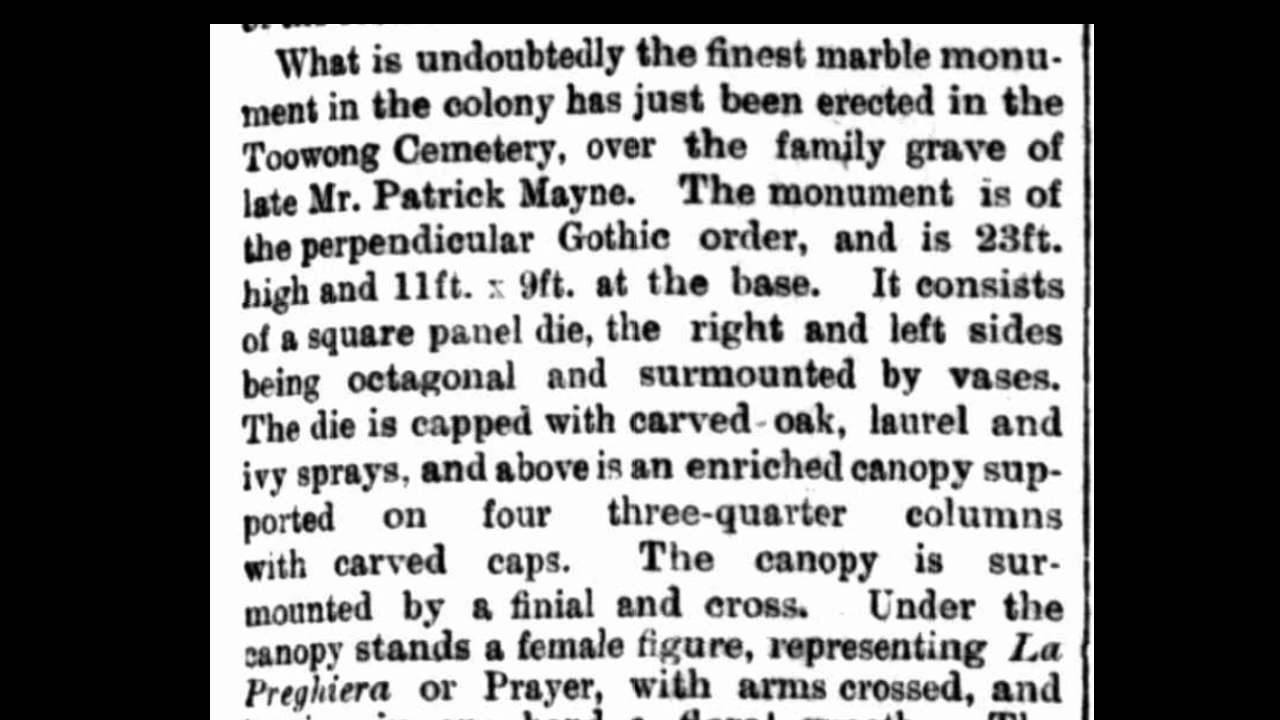 What is undoubtedly the finest marble monu-
ment in the colony has just been erected in the
Toowong Cemetery, over the family grave of
late Mr. Patrick Mayne. The monument is of
the perpendicular Gothic order, and is 23ft.
high and 11ft. x 9ft. at the base. It consists
of a square panel die, the right and left sides
being octagonal and surmounted by vases.
The die is capped with carved oak, laurel and
ivy sprays, and above is an enriched canopy sup-
ported on four three-quarter columns
with carved caps. The canopy is sur-
mounted by a finial and cross. Under the
canopy stands a female figure, representing La
Preghiera or Prayer, with arms crossed, and